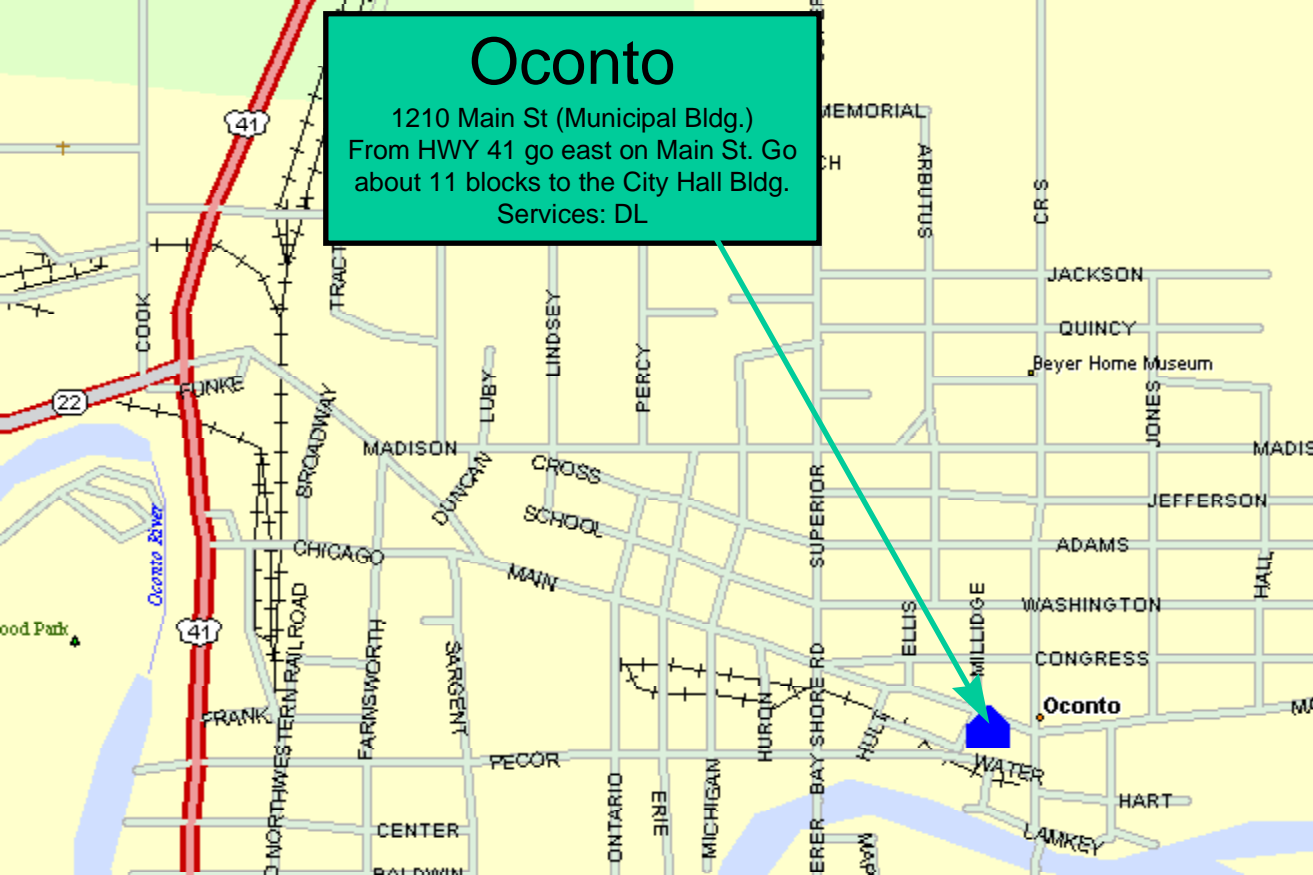 Oconto
1210 Main St (Municipal Bldg.)
From HWY 41 go east on Main St. Go
about 11 blocks to the City Hall Bldg.
Services: DL
41
MEMORIAL
CH
ARBUTUS
CR S
JACKSON
TRACT
COOK
LINDSEY
QUINCY
PERCY
Beyer Home Museum
FUNKE
LUBY
22
BROADWAY
JONES
MADISON
MADIS
DUNCAN
CROSS
SUPERIOR
JEFFERSON
SCHOOL
Oconto River
CHICAGO
ADAMS
MAIN
HALL
MILLIDGE
WASHINGTON
ELLIS
41
ood Park
RAILROAD
FARNSWORTH
SARGENT
CONGRESS
BAY SHORE RD
HURON
HULT
Oconto
MA
FRANK
O NORTHWESTERN
PECOR
WATER
ONTARIO
ERIE
MICHIGAN
HART
CENTER
LAMKEY
ERER
MAP
BALDWIN